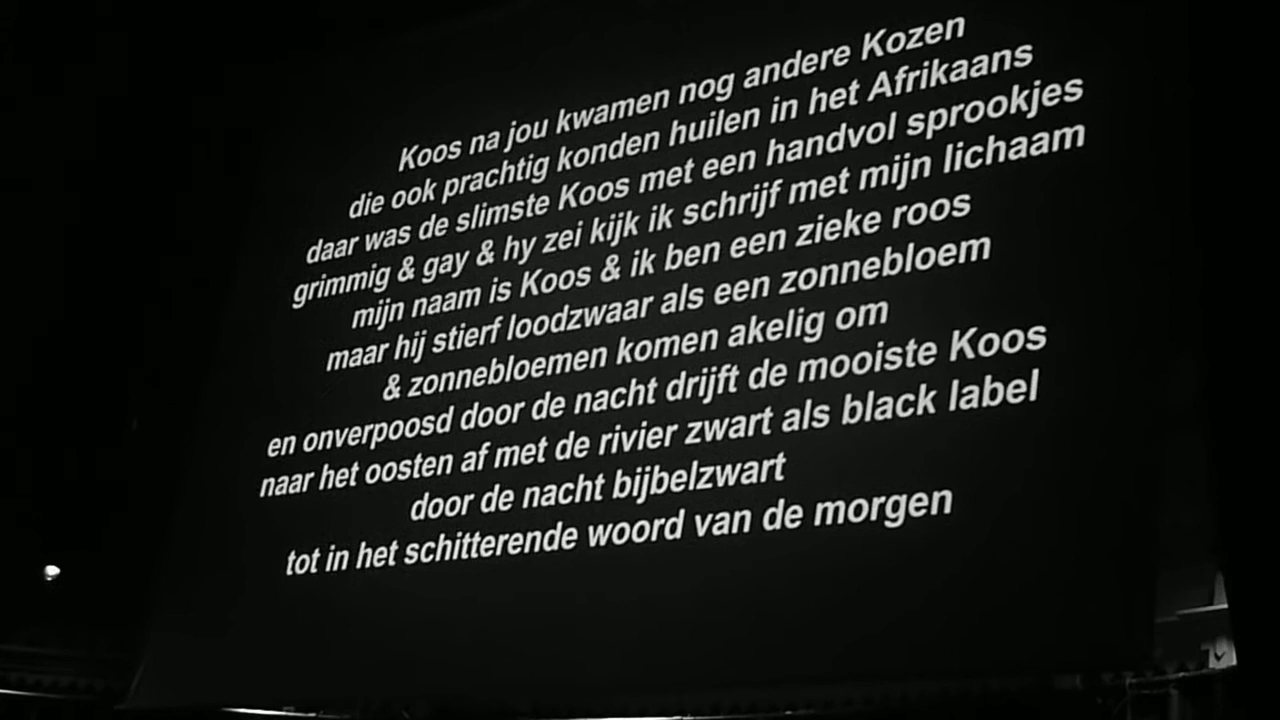 Koos na jou kwamen nog andere Kozen
die ook prachtig konden huilen in het Afrikaans
daar was de slimste Koos met een handvol sprookjes
grimmig & gay & hy zei kijk ik schrijf met mijn lichaam
mijn naam is Koos & ik ben een zieke roos
maar hij stierf loodzwaar als een zonnebloem
& zonnebloemen komen akelig om
en onverpoosd door de nacht drijft de mooiste Koos
naar het oosten af met de rivier zwart als black label
door de nacht bijbelzwart
tot in het schitterende woord van de morgen